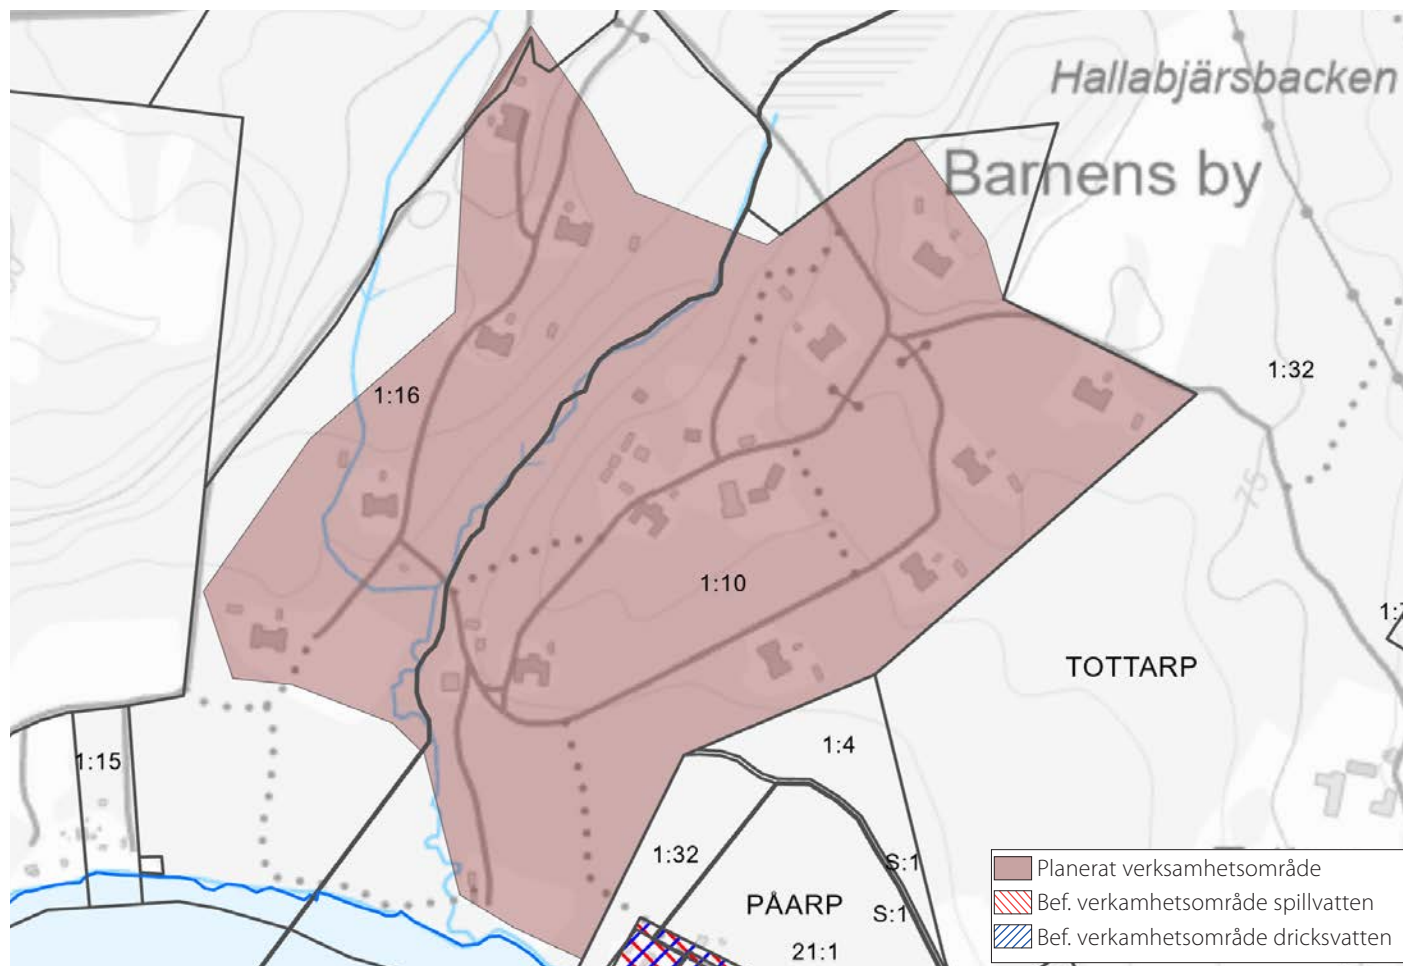 Hallabjärsbacken
Barnens by
1:32
1:16
75
1:10
TOTTARP
1:4
1:15
1:32
S:1
PÅARP
S:1
21:1
Planerat verksamhetsområde
Bef. verkamhetsområde spillvatten
Bef. verkamhetsområde dricksvatten